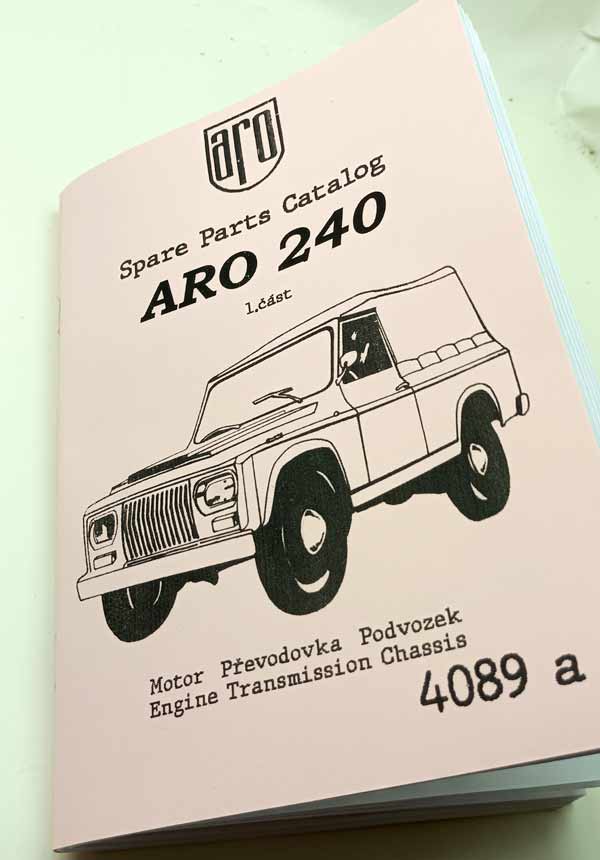 aro
Spare Parts Catalog
ARO 240
1.část
Motor Převodovka Podvozek
Engine Transmission Chassis
4089 a